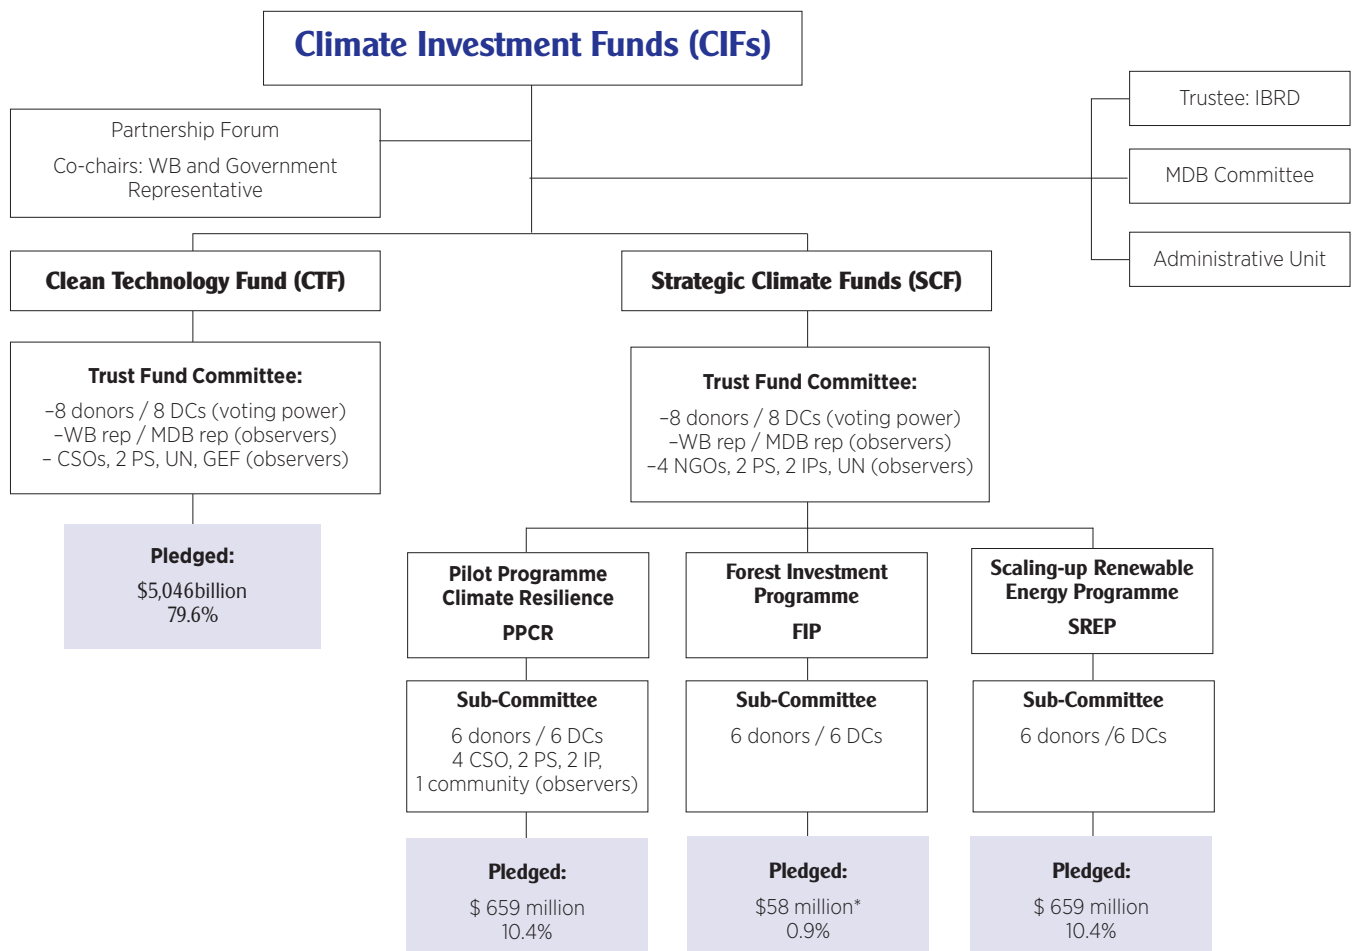 Climate Investment Funds (CIFs)
Partnership Forum
Co-chairs: WB and Government
Representative
Trustee: IBRD
MDB Committee
Administrative Unit
Clean Technology Fund (CTF)
Strategic Climate Funds (SCF)
Trust Fund Committee:
–8 donors / 8 DCs (voting power)
–WB rep / MDB rep (observers)
– CSOs, 2 PS, UN, GEF (observers)
Trust Fund Committee:
–8 donors / 8 DCs (voting power)
–WB rep / MDB rep (observers)
–4 NGOs, 2 PS, 2 IPs, UN (observers)
Pledged:
$5,046billion
79.6%
Pilot Programme
Climate Resilience
PPCR
Forest Investment
Programme
FIP
Scaling-up Renewable
Energy Programme
SREP
Sub-Committee
6 donors / 6 DCs
4 CSO, 2 PS, 2 IP,
1 community (observers)
Sub-Committee
6 donors / 6 DCs
Sub-Committee
6 donors /6 DCs
Pledged:
$ 659 million
10.4%
Pledged:
$58 million*
0.9%
Pledged:
$ 659 million
10.4%